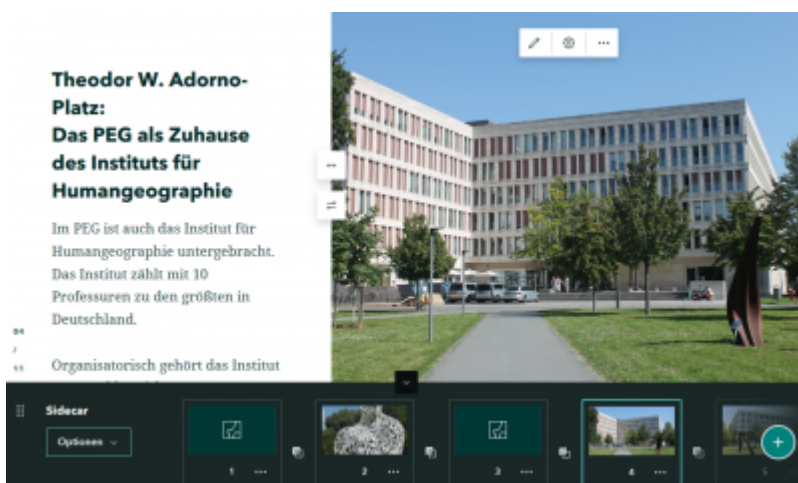 Theodor W. Adorno-
Platz:
Das PEG als Zuhause
des Instituts für
Humangeographie
Im PEG ist auch das Institut für
Humangeographie untergebracht.
Das Institut zählt mit 10
Professuren zu den größten in
Deutschland.
Organisatorisch gehört das Institut
04
/
11
Sidecar
Optionen
1
2
3
4
5